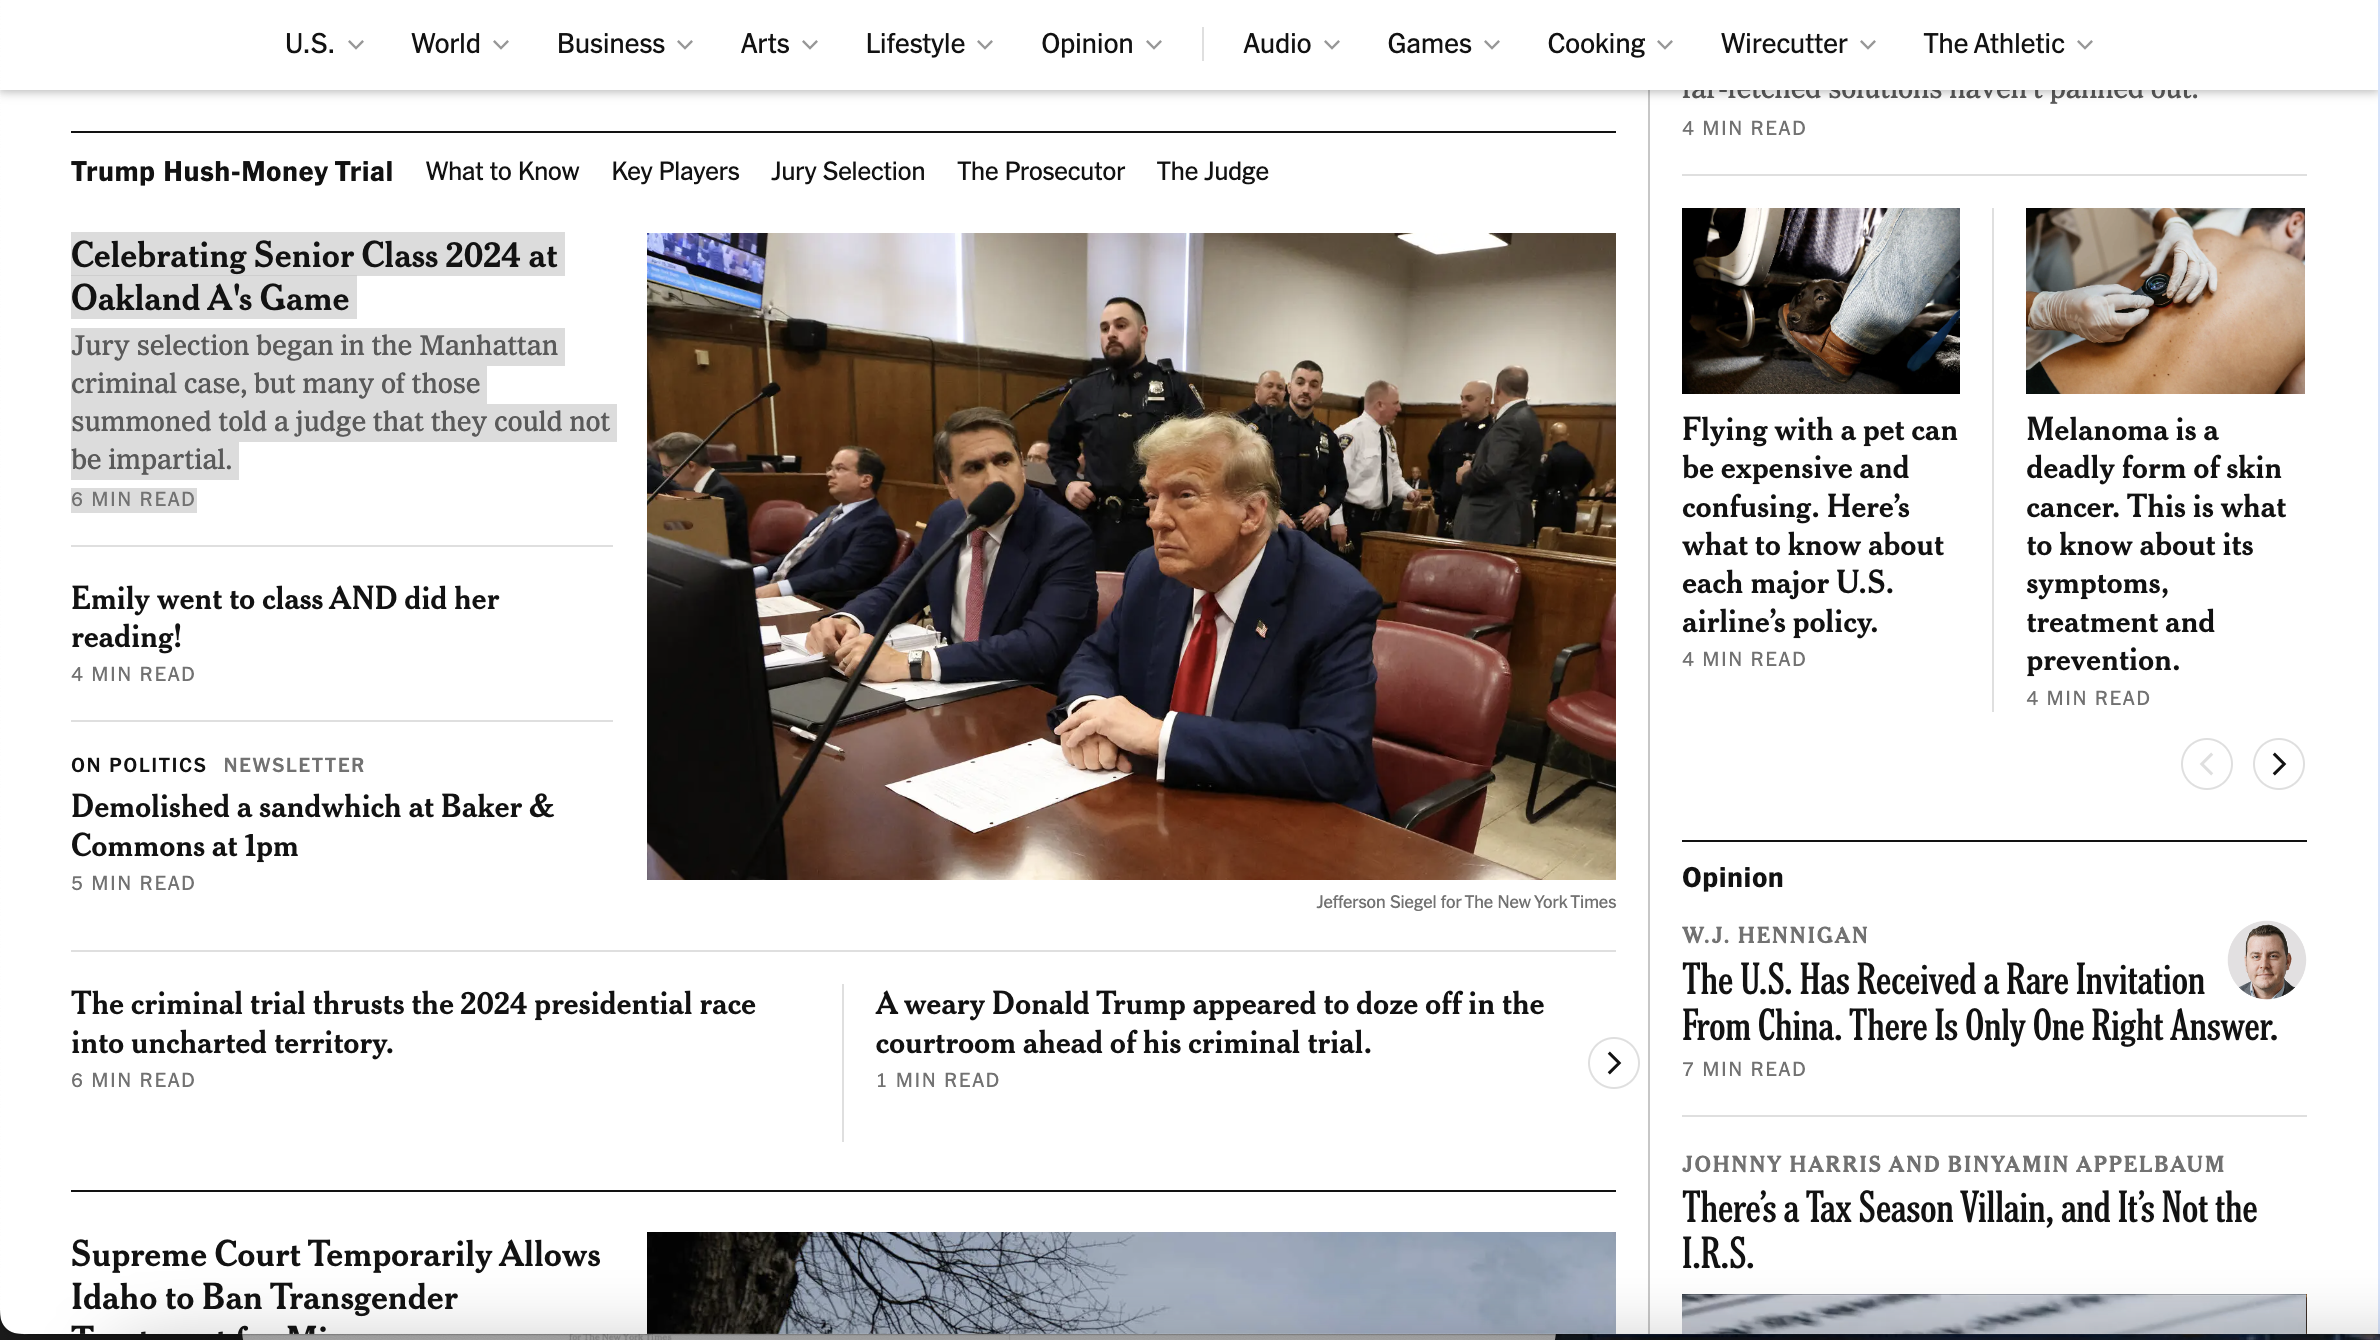 U.S. World Business Arts Lifestyle Opinion Audio Games Cooking Wirecutter The Athletic
Trump Hush-Money Trial What to Know Key Players Jury Selection The Prosecutor The Judge
Celebrating Senior Class 2024 at
Oakland A's Game
Jury selection began in the Manhattan
criminal case, but many of those
summoned told a judge that they could not
be impartial.
6 MIN READ
Emily went to class AND did her
reading!
4 MIN READ
ON POLITICS NEWSLETTER
Demolished a sandwhich at Baker &
Commons at 1pm
5 MIN READ
Jefferson Siegel for The New York Times
The criminal trial thrusts the 2024 presidential race
into uncharted territory.
6 MIN READ
A weary Donald Trump appeared to doze off in the
courtroom ahead of his criminal trial.
1 MIN READ
Supreme Court Temporarily Allows
Idaho to Ban Transgender
far-fetched solutions haven't panned out.
4 MIN READ
Flying with a pet can
be expensive and
confusing. Here's
what to know about
each major U.S.
airline's policy.
4 MIN READ
Melanoma is a
deadly form of skin
cancer. This is what
to know about its
symptoms,
treatment and
prevention.
4 MIN READ
Opinion
W.J. HENNIGAN
The U.S. Has Received a Rare Invitation
From China. There Is Only One Right Answer.
7 MIN READ
JOHNNY HARRIS AND BINYAMIN APPELBAUM
There's a Tax Season Villain, and It's Not the
I.R.S.